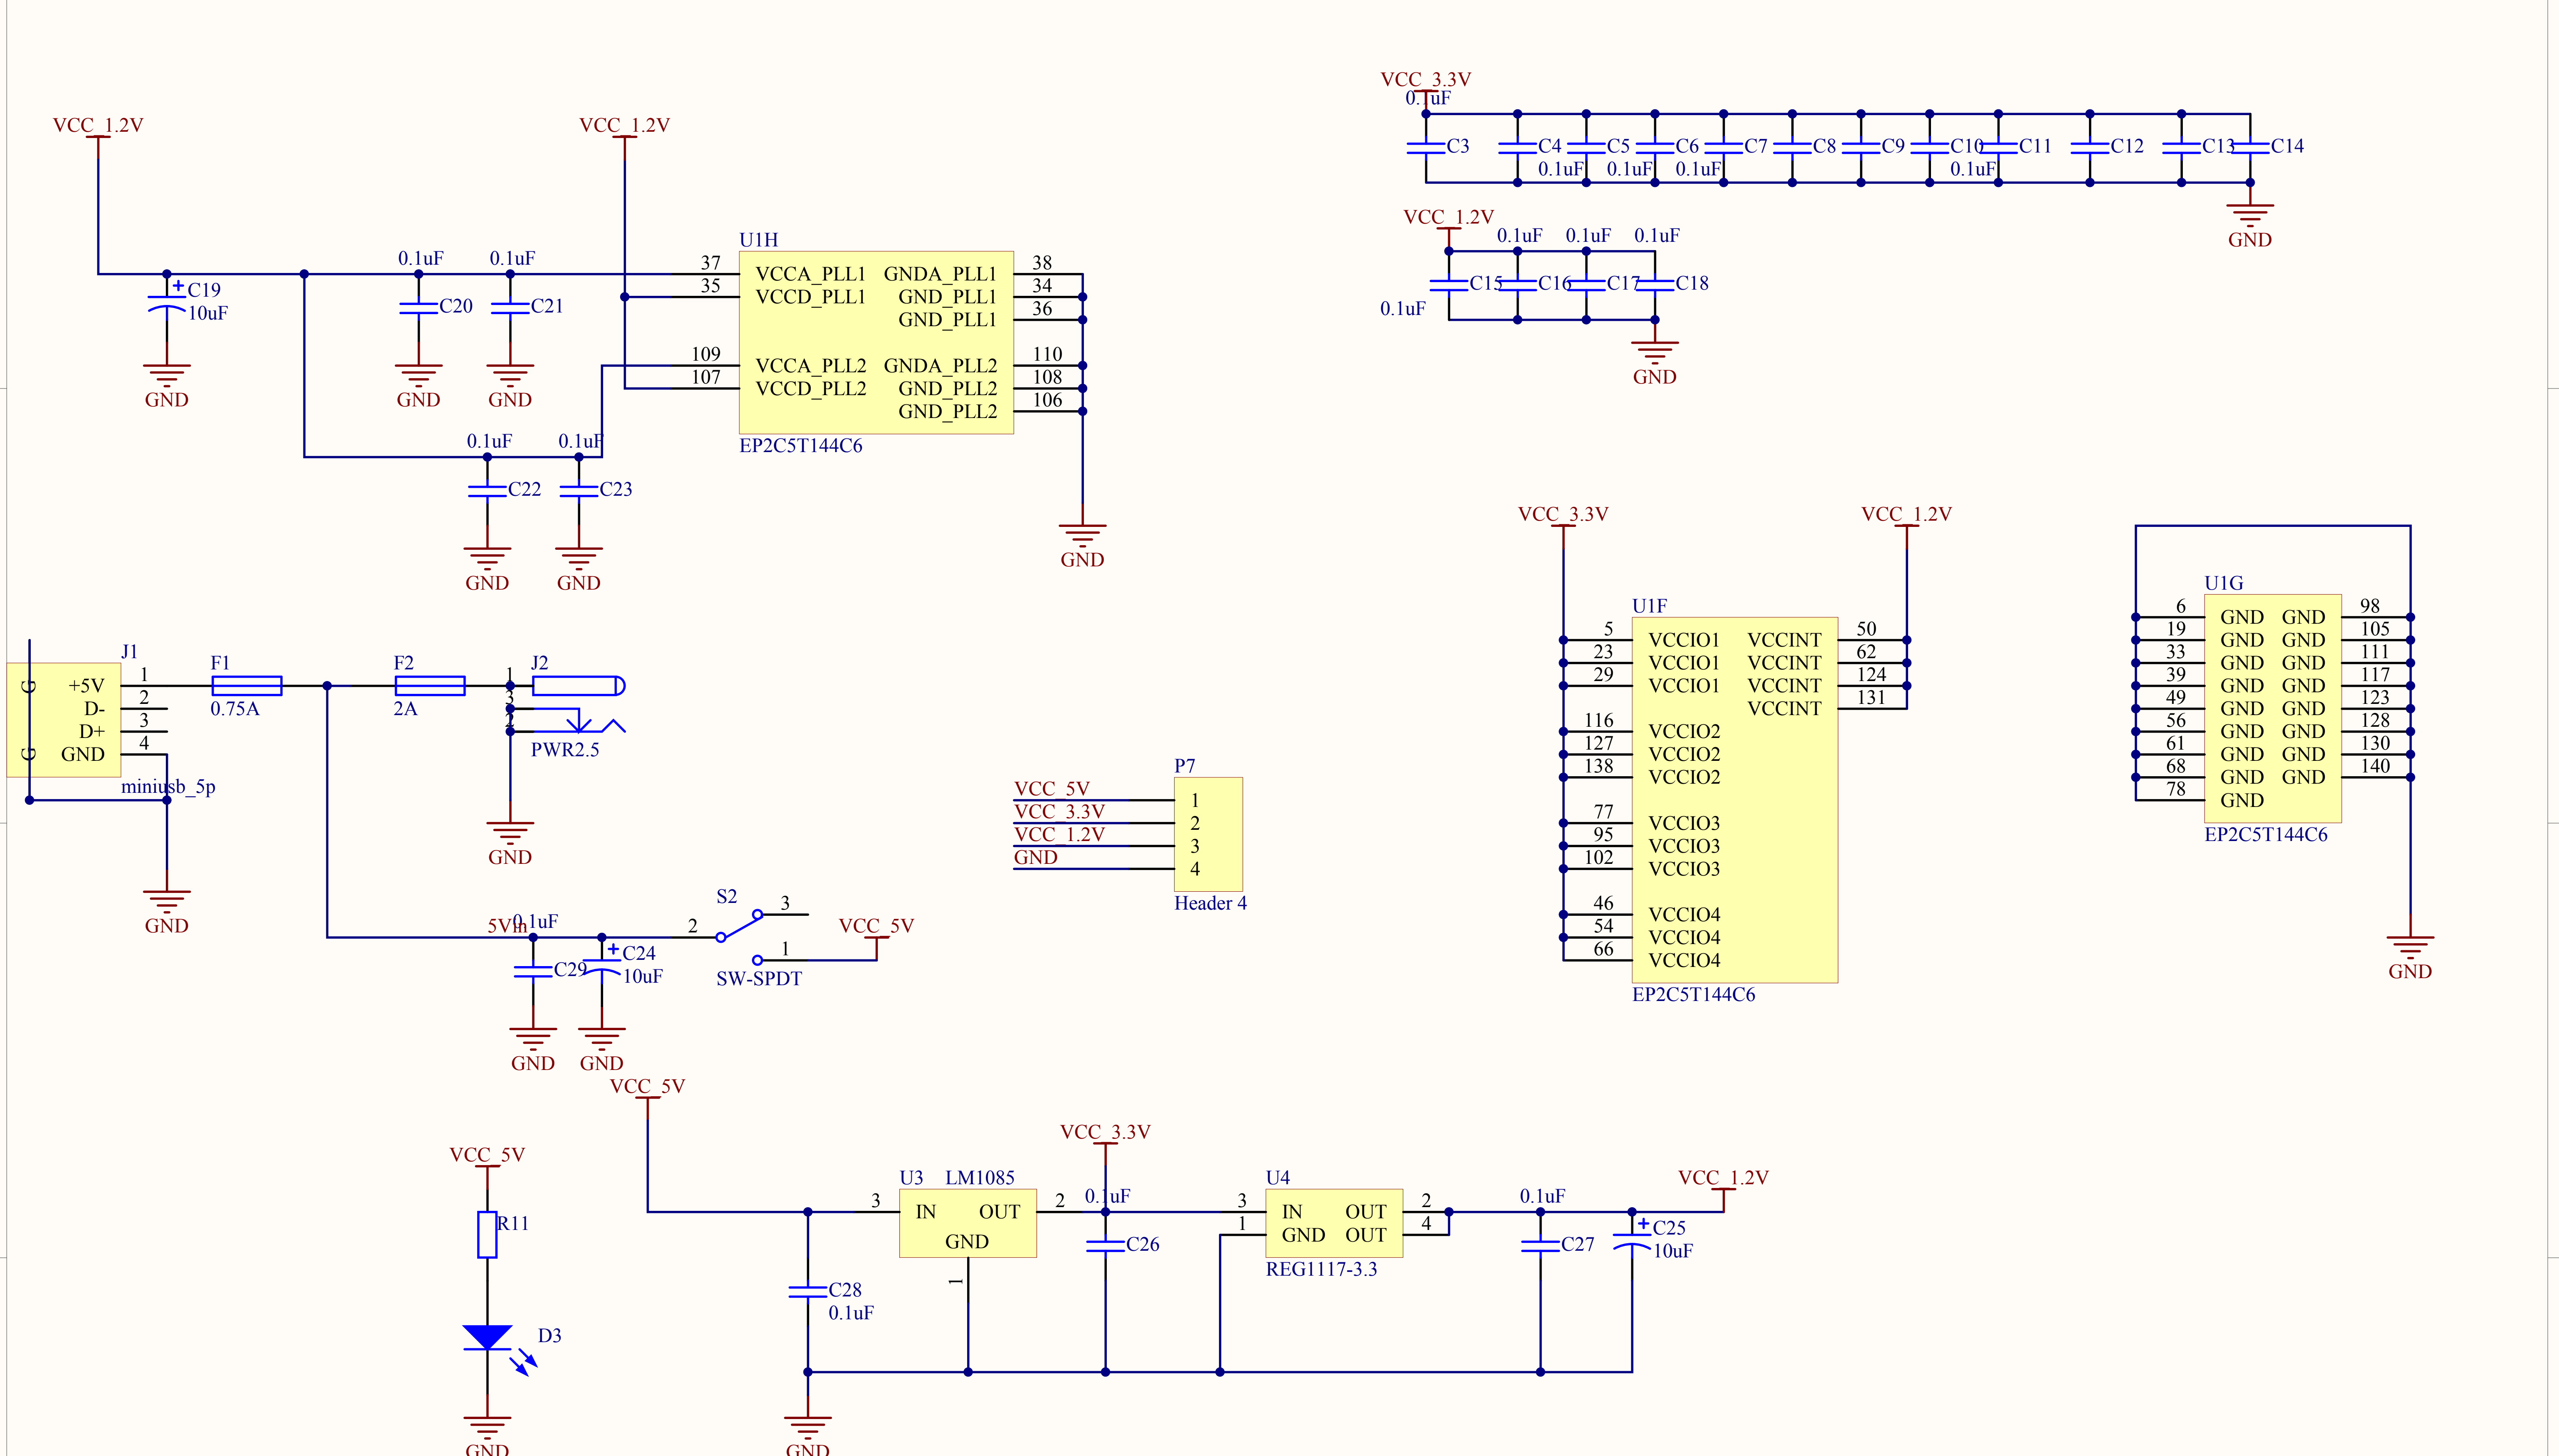 VCC_3.3V
0.1uF
C3
C4
C5
C6
C7
C8
C9
C10
C11
C12
C13
C14
0.1uF
0.1uF
0.1uF
0.1uF
GND
VCC_1.2V
VCC_1.2V
VCC_1.2V
0.1uF
0.1uF
0.1uF
C15
C16
C17
C18
0.1uF
GND
0.1uF
0.1uF
C19
10uF
C20
C21
GND
GND
GND
0.1uF
0.1uF
C22
C23
GND
GND
U1H
37
VCCA_PLL1
GNDA_PLL1
38
35
VCCD_PLL1
GND_PLL1
34
GND_PLL1
36
109
VCCA_PLL2
GNDA_PLL2
110
107
VCCD_PLL2
GND_PLL2
108
GND_PLL2
106
EP2C5T144C6
GND
VCC_3.3V
VCC_1.2V
U1F
5
VCCIO1
VCCINT
50
23
VCCIO1
VCCINT
62
29
VCCIO1
VCCINT
124
VCCINT
131
116
VCCIO2
127
VCCIO2
138
VCCIO2
77
VCCIO3
95
VCCIO3
102
VCCIO3
46
VCCIO4
54
VCCIO4
66
VCCIO4
EP2C5T144C6
U1G
6
GND
GND
98
19
GND
GND
105
33
GND
GND
111
39
GND
GND
117
49
GND
GND
123
56
GND
GND
128
61
GND
GND
130
68
GND
GND
140
78
GND
EP2C5T144C6
GND
J1
G
G
+5V
1
D-
2
D+
3
GND
4
miniusb_5p
GND
F1
0.75A
F2
2A
J2
1
3
2
PWR2.5
GND
P7
VCC_5V
1
VCC_3.3V
2
VCC_1.2V
3
GND
4
Header 4
5Vin
0.1uF
C29
C24
10uF
GND
GND
S2
2
3
1
SW-SPDT
VCC_5V
VCC_5V
VCC_5V
R11
D3
GND
C28
0.1uF
GND
U3
LM1085
3
IN
OUT
2
GND
1
VCC_3.3V
0.1uF
C26
U4
3
IN
OUT
2
1
GND
OUT
4
REG1117-3.3
0.1uF
C27
C25
10uF
VCC_1.2V